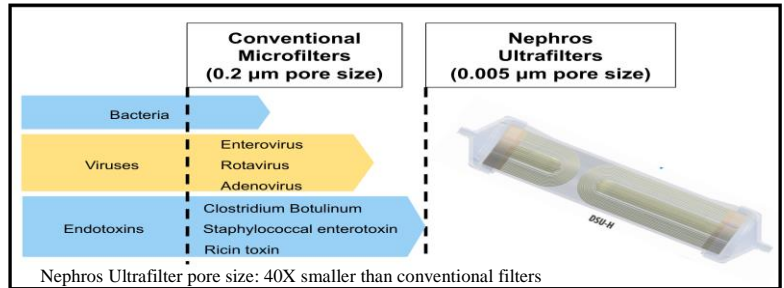 Conventional
Microfilters
(0.2 µm pore size)
Nephros
Ultrafilters
(0.005 µm pore size)
Bacteria
Viruses
Enterovirus
Rotavirus
Adenovirus
Endotoxins
Clostridium Botulinum
Staphylococcal enterotoxin
Ricin toxin
DSU-H
Nephros Ultrafilter pore size: 40X smaller than conventional filters